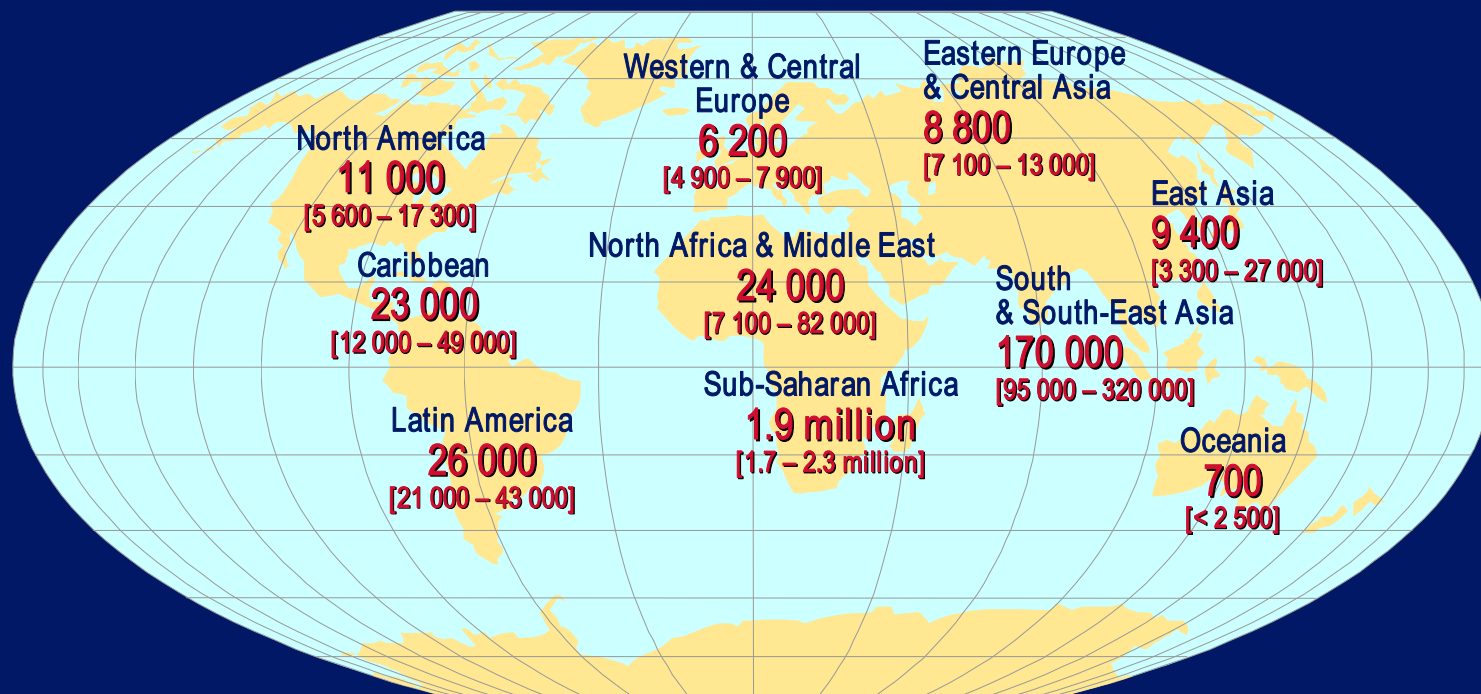 Western & Central
Europe
6 200
[4 900 – 7 900]
Eastern Europe
& Central Asia
8 800
[7 100 – 13 000]
North America
11 000
[5 600 – 17 300]
East Asia
9 400
[3 300 – 27 000]
Caribbean
23 000
[12 000 – 49 000]
North Africa & Middle East
24 000
[7 100 – 82 000]
South
& South-East Asia
170 000
[95 000 – 320 000]
Sub-Saharan Africa
1.9 million
[1.7 – 2.3 million]
Latin America
26 000
[21 000 – 43 000]
Oceania
700
[< 2 500]